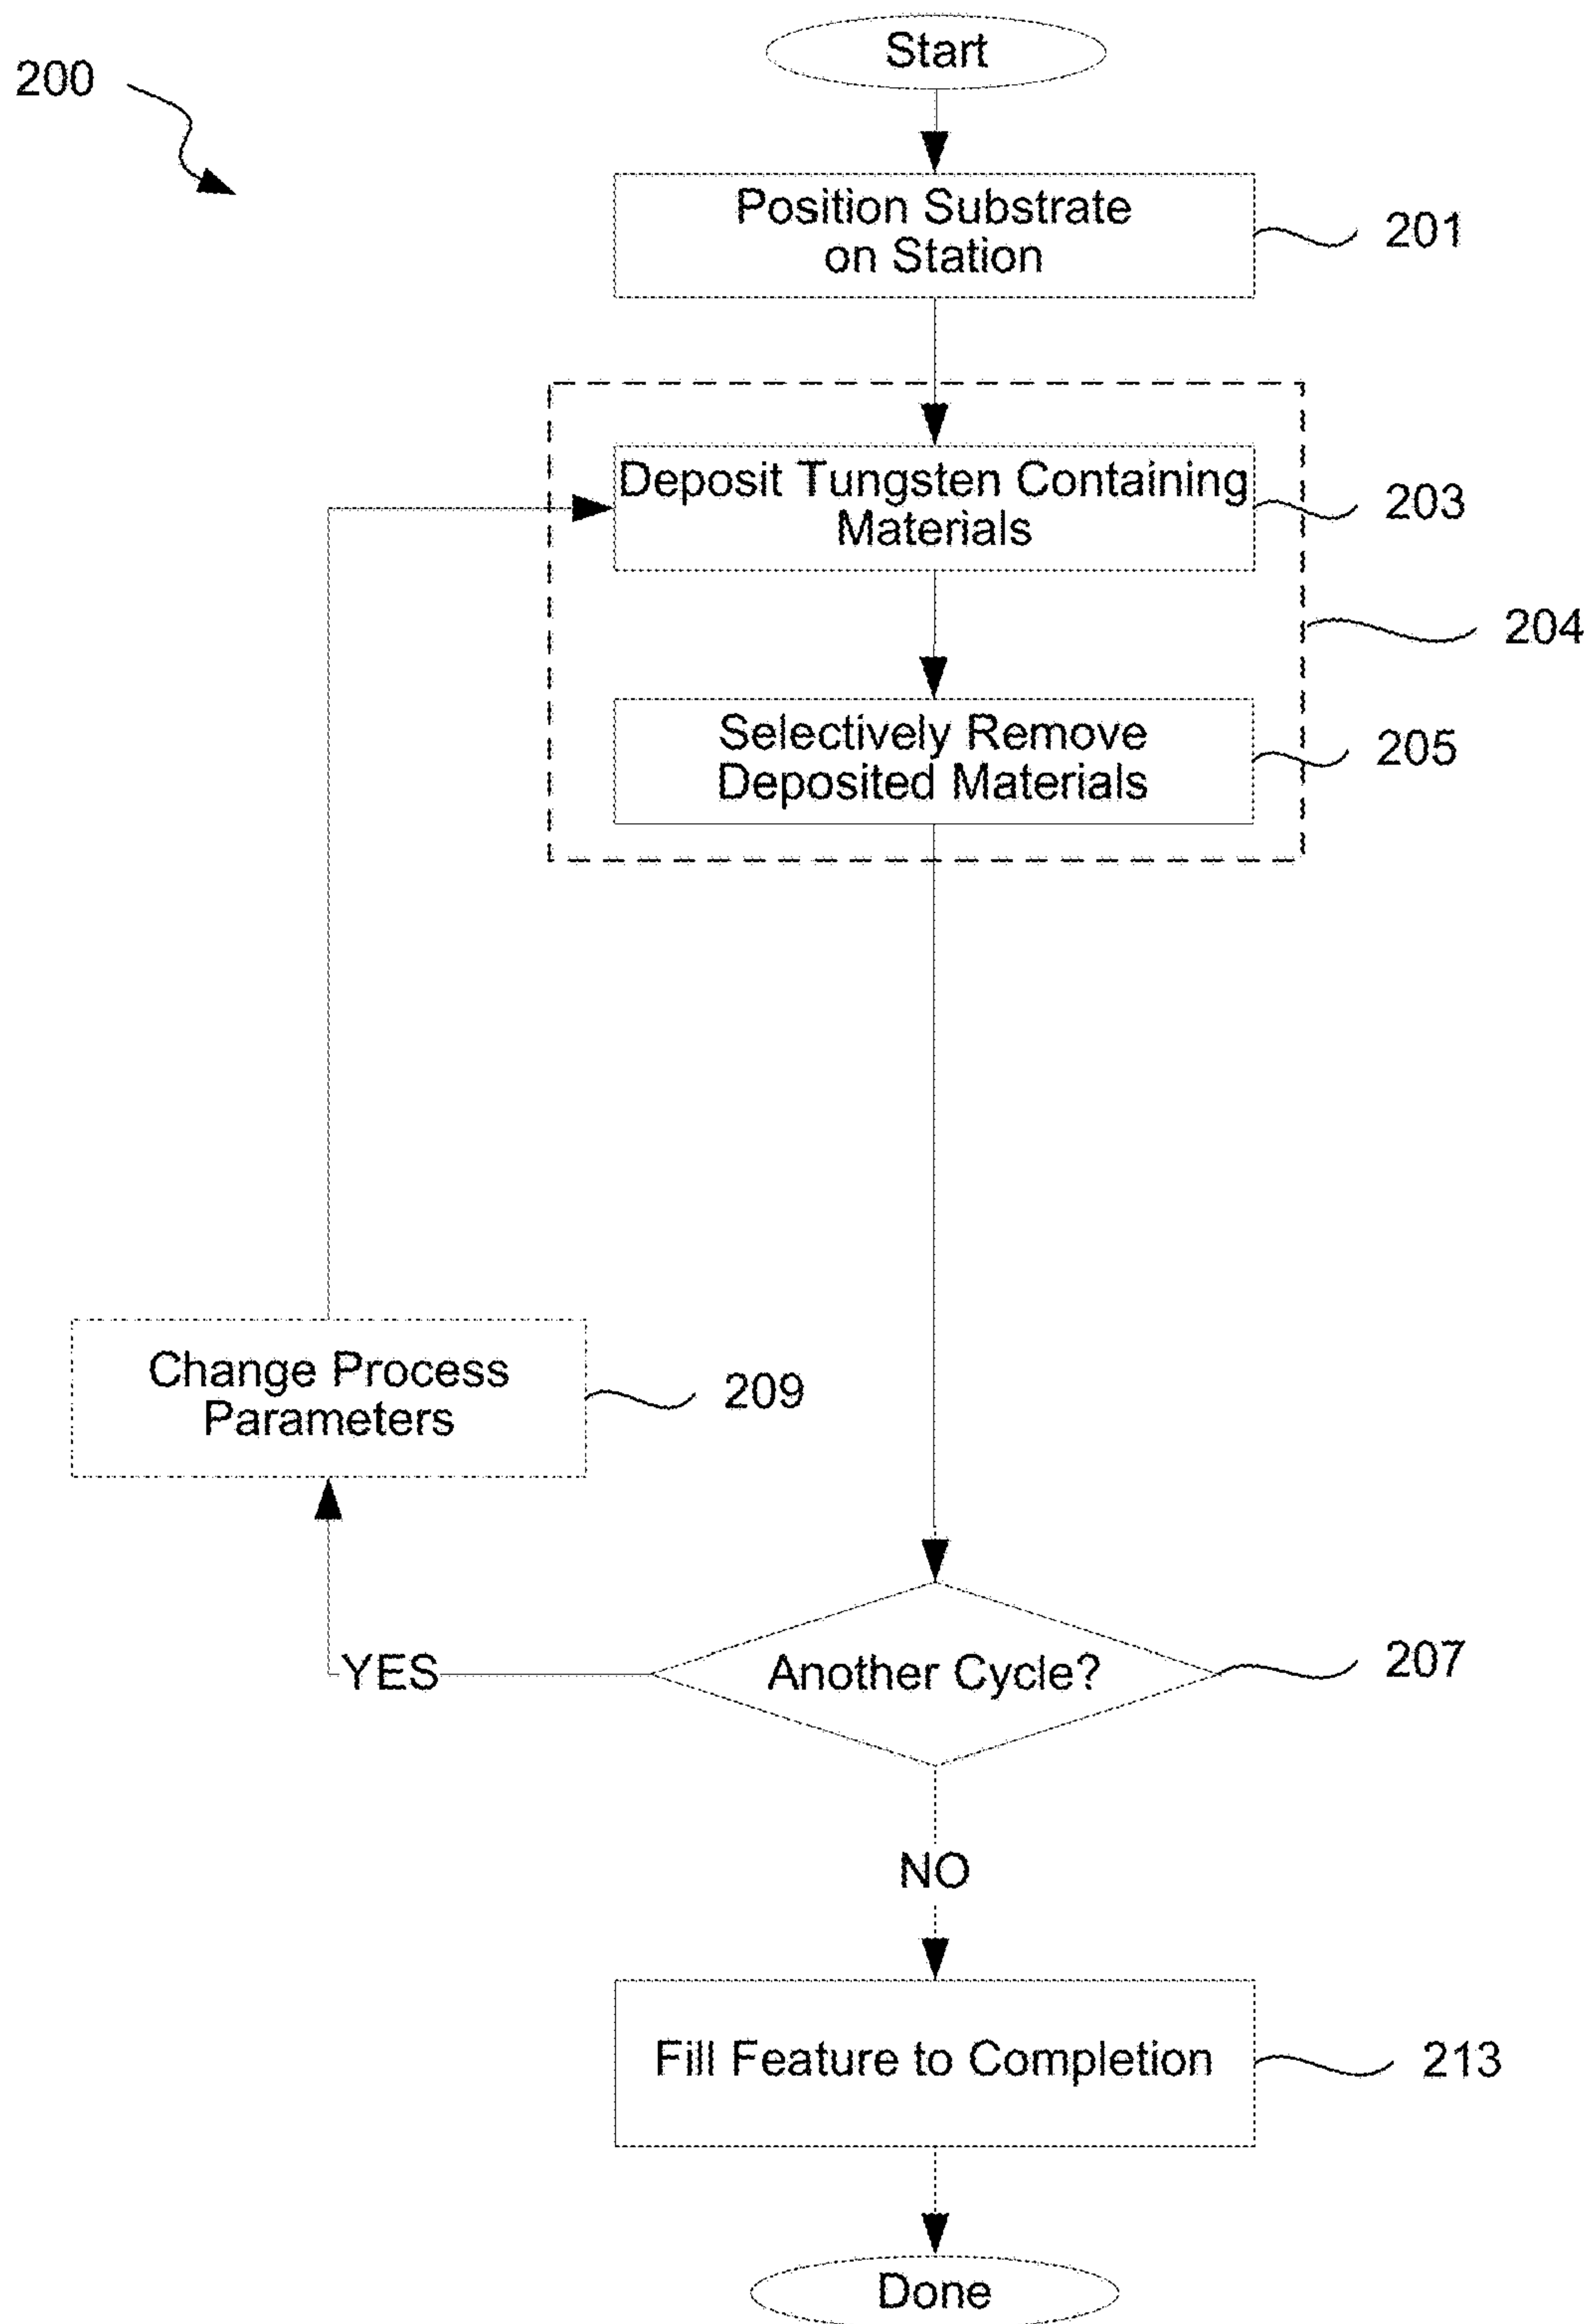 Start
200
Position Substrate
on Station
201
Deposit Tungsten Containing
Materials
203
204
Selectively Remove
Deposited Materials
205
Change Process
Parameters
209
YES
Another Cycle?
207
NO
Fill Feature to Completion
213
Done